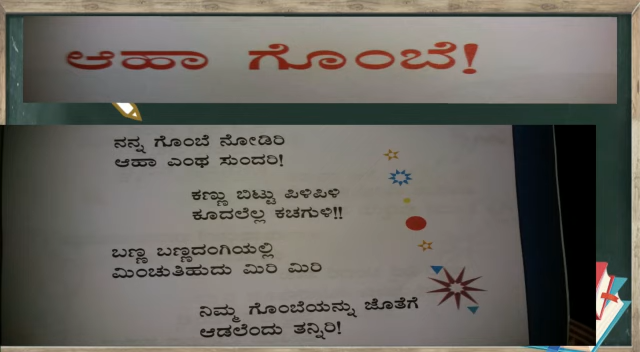 ಆಹಾ ಗೊಂಬೆ!
ನನ್ನ ಗೊಂಬೆ ನೋಡಿರಿ
ಆಹಾ ಎಂಥ ಸುಂದರಿ!
ಕಣ್ಣು ಬಿಟ್ಟು ಪಿಳಿಪಿಳಿ
ಕೂದಲೆಲ್ಲ ಕಚಗುಳಿ!!
ಬಣ್ಣ ಬಣ್ಣದಂಗಿಯಲ್ಲಿ
ಮಿಂಚುತಿಹುದು ಮಿರಿ ಮಿರಿ
ನಿಮ್ಮ ಗೊಂಬೆಯನ್ನು ಜೊತೆಗೆ
ಆಡಲೆಂದು ತನ್ನಿರಿ!